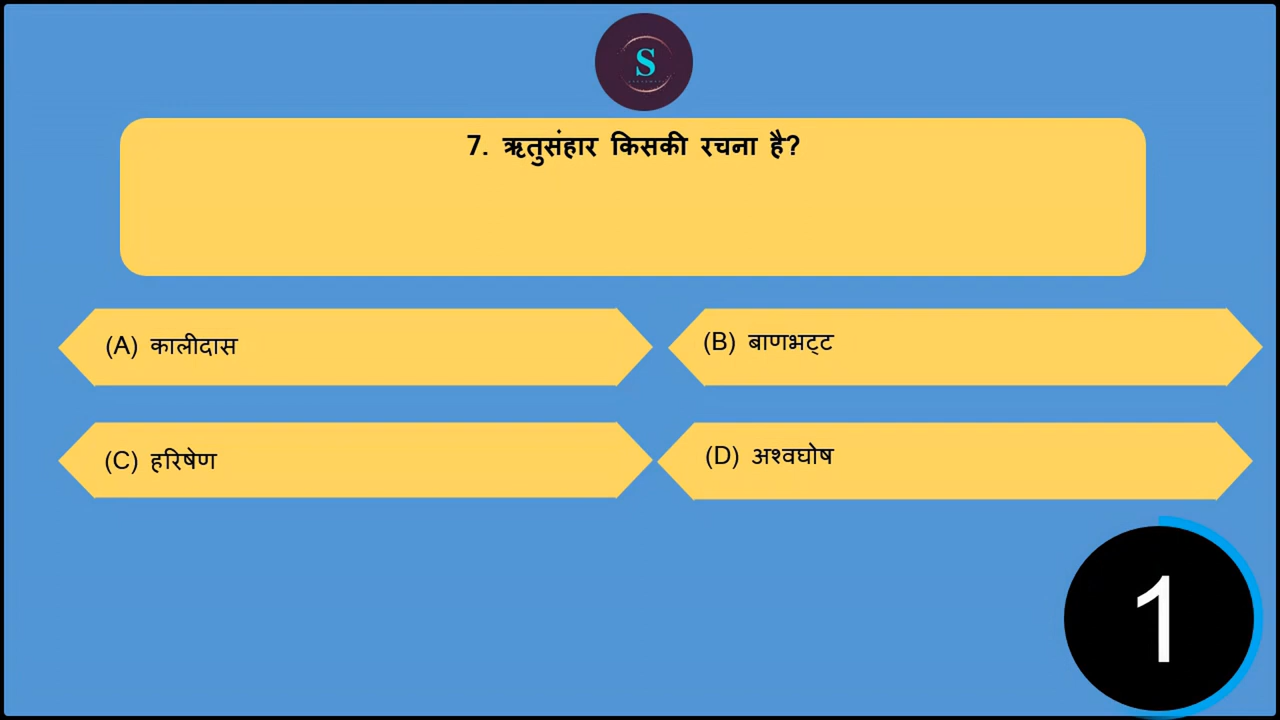 S
7. ऋतुसंहार किसकी रचना है?
(A) कालीदास
(B) बाणभट्ट
(C) हरिषेण
(D) अश्वघोष
1